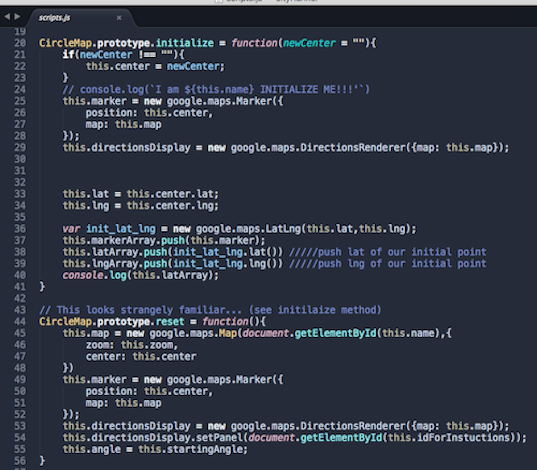 scripts.js
19
20 CircleMap.prototype.initialize = function(newCenter = ""){
21 if(newCenter !== ""){
22 this.center = newCenter;
23 }
24 // console.log(`I am ${this.name} INITIALIZE ME!!!'`)
25 this.marker = new google.maps.Marker({
26 position: this.center,
27 map: this.map
28 });
29 this.directionsDisplay = new google.maps.DirectionsRenderer({map: this.map});
30
31
32
33 this.lat = this.center.lat;
34 this.lng = this.center.lng;
35
36 var init_lat_lng = new google.maps.LatLng(this.lat,this.lng);
37 this.markerArray.push(this.marker);
38 this.latArray.push(init_lat_lng.lat()) /////push lat of our initial point
39 this.lngArray.push(init_lat_lng.lng()) /////push lng of our initial point
40 console.log(this.latArray);
41 }
42
43 // This looks strangely familiar... (see initilaize method)
44 CircleMap.prototype.reset = function(){
45 this.map = new google.maps.Map(document.getElementById(this.name),{
46 zoom: this.zoom,
47 center: this.center
48 })
49 this.marker = new google.maps.Marker({
50 position: this.center,
51 map: this.map
52 });
53 this.directionsDisplay = new google.maps.DirectionsRenderer({map: this.map});
54 this.directionsDisplay.setPanel(document.getElementById(this.idForInstuctions));
55 this.angle = this.startingAngle;
56 }